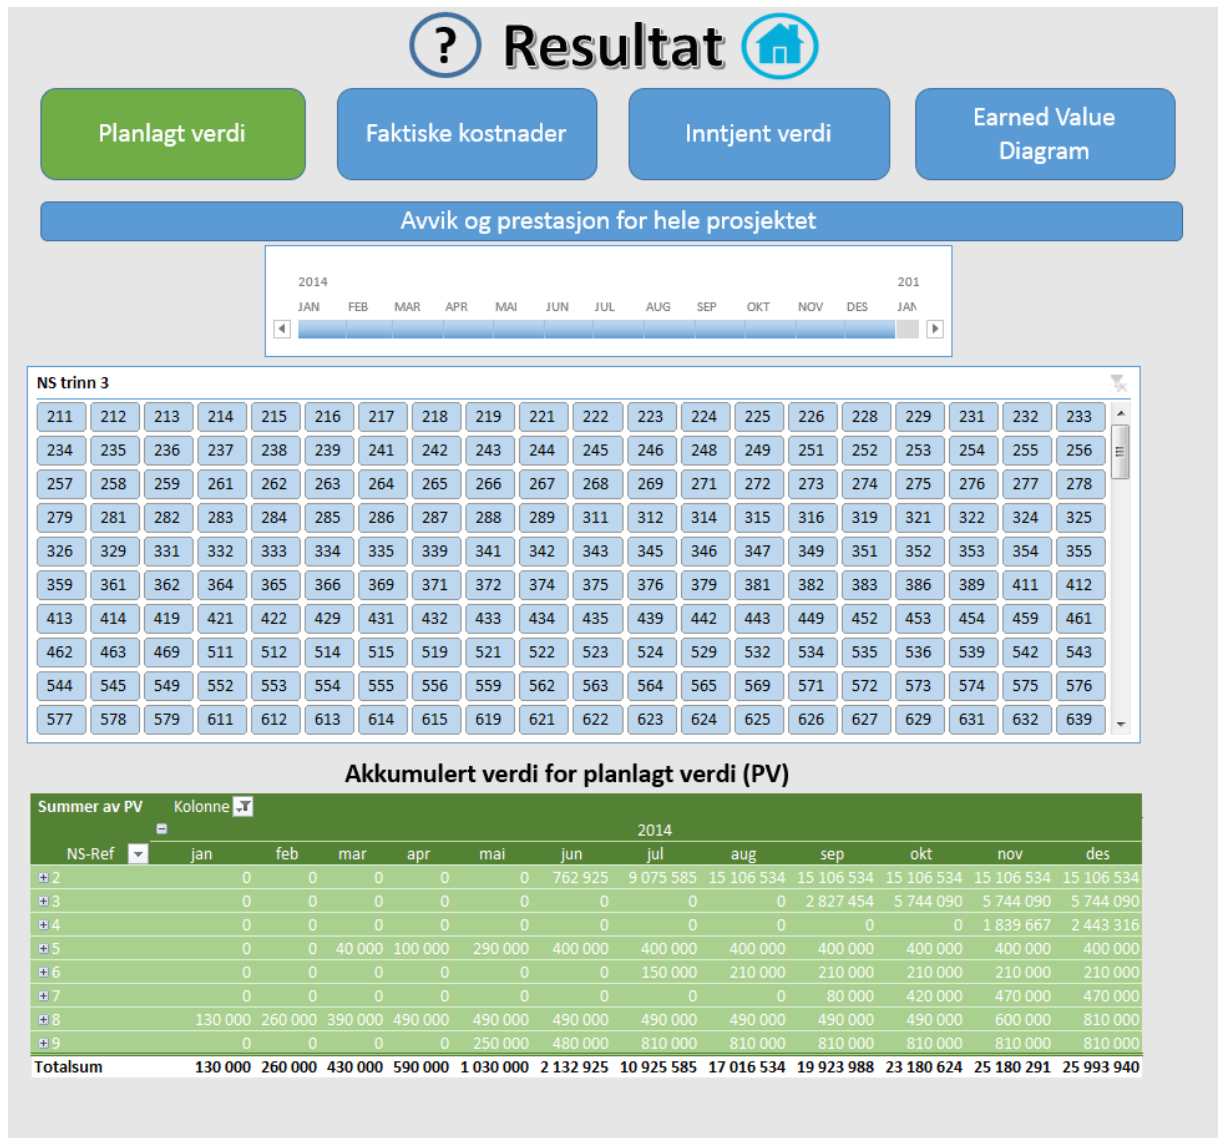 ? Resultat
Planlagt verdi Faktiske kostnader Inntjent verdi Earned Value
Diagram
Avvik og prestasjon for hele prosjektet
2014 201
JAN FEB MAR APR MAI JUN JUL AUG SEP OKT NOV DES JAN
NS trinn 3
211 212 213 214 215 216 217 218 219 221 222 223 224 225 226 228 229 231 232 233
234 235 236 237 238 239 241 242 243 244 245 246 248 249 251 252 253 254 255 256
257 258 259 261 262 263 264 265 266 267 268 269 271 272 273 274 275 276 277 278
279 281 282 283 284 285 286 287 288 289 311 312 314 315 316 319 321 322 324 325
326 329 331 332 333 334 335 339 341 342 343 345 346 347 349 351 352 353 354 355
359 361 362 364 365 366 369 371 372 374 375 376 379 381 382 383 386 389 411 412
413 414 419 421 422 429 431 432 433 434 435 439 442 443 449 452 453 454 459 461
462 463 469 511 512 514 515 519 521 522 523 524 529 532 534 535 536 539 542 543
544 545 549 552 553 554 555 556 559 562 563 564 565 569 571 572 573 574 575 576
577 578 579 611 612 613 614 615 619 621 622 623 624 625 626 627 629 631 632 639
Akkumulert verdi for planlagt verdi (PV)
Summer av PV Kolonne
2014
NS-Ref jan feb mar apr mai jun jul aug sep okt nov des
2 0 0 0 0 0 762 925 9 075 585 15 106 534 15 106 534 15 106 534 15 106 534 15 106 534
3 0 0 0 0 0 0 0 0 2 827 454 5 744 090 5 744 090 5 744 090
4 0 0 0 0 0 0 0 0 0 0 1 839 667 2 443 316
5 0 0 40 000 100 000 290 000 400 000 400 000 400 000 400 000 400 000 400 000 400 000
6 0 0 0 0 0 0 150 000 210 000 210 000 210 000 210 000 210 000
7 0 0 0 0 0 0 0 0 80 000 420 000 470 000 470 000
8 130 000 260 000 390 000 490 000 490 000 490 000 490 000 490 000 490 000 490 000 600 000 810 000
9 0 0 0 0 250 000 480 000 810 000 810 000 810 000 810 000 810 000 810 000
Totalsum 130 000 260 000 430 000 590 000 1 030 000 2 132 925 10 925 585 17 016 534 19 923 988 23 180 624 25 180 291 25 993 940